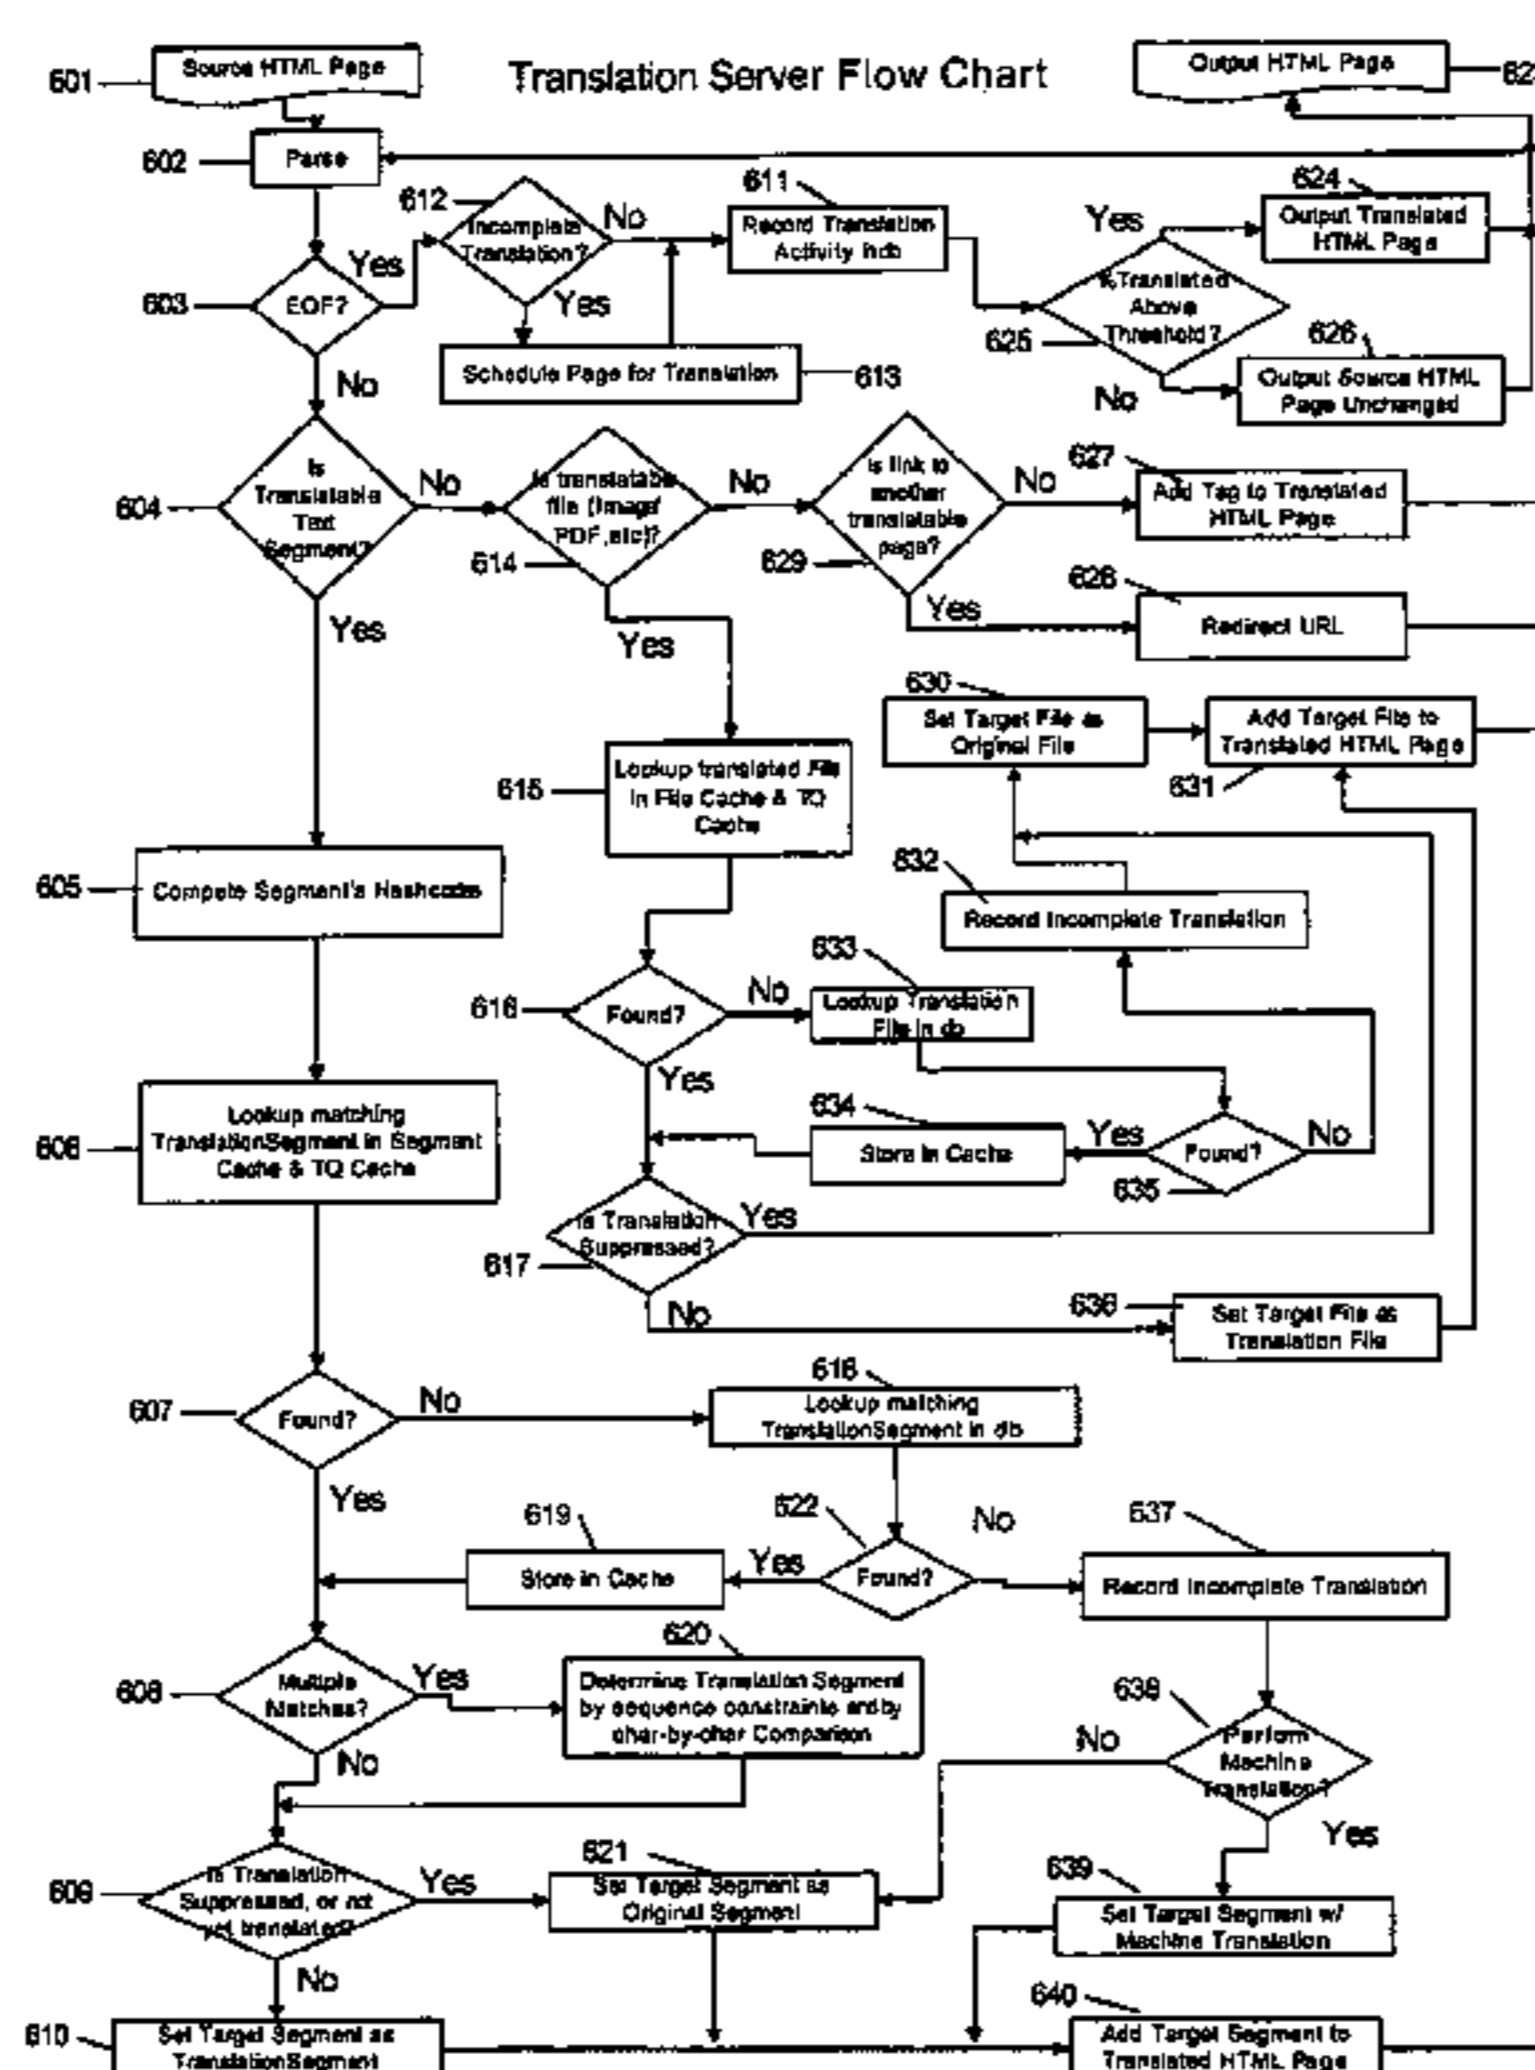 Translation Server Flow Chart
601
Source HTML Page
Output HTML Page
602
Parse
612
Incomplete
Translation?
No
Yes
611
Record Translation
Activity in db
624
Yes
Output Translated
HTML Page
603
EOF?
Yes
No
Schedule Page for Translation
613
% Translated
Above
Threshold?
625
No
626
Output Source HTML
Page Unchanged
604
Is
Translatable
Text
Segment?
No
Yes
Is translatable
file (Image/
PDF,etc)?
614
No
Yes
Is link to
another
translatable
page?
629
No
Yes
627
Add Tag to Translated
HTML Page
628
Redirect URL
630
Set Target File as
Original File
Add Target File to
Translated HTML Page
631
615
Lookup translated File
in File Cache & TQ
Cache
605
Compute Segment's Hashcode
632
Record Incomplete Translation
616
Found?
No
Yes
633
Lookup Translation
File in db
606
Lookup matching
TranslationSegment in Segment
Cache & TQ Cache
634
Store in Cache
Yes
Found?
No
635
Is Translation
Suppressed?
Yes
617
No
636
Set Target File as
Translation File
607
Found?
No
Yes
618
Lookup matching
TranslationSegment in db
619
Store in Cache
Yes
622
Found?
No
637
Record Incomplete Translation
608
Multiple
Matches?
Yes
No
620
Determine Translation Segment
by sequence constraints
char-by-char Comparison
638
Perform
Machine
Translation?
No
Yes
609
Is Translation
Suppressed, or not
yet translated?
Yes
No
621
Set Target Segment as
Original Segment
639
Set Target Segment w/
Machine Translation
610
Set Target Segment as
TranslationSegment
640
Add Target Segment to
Translated HTML Page